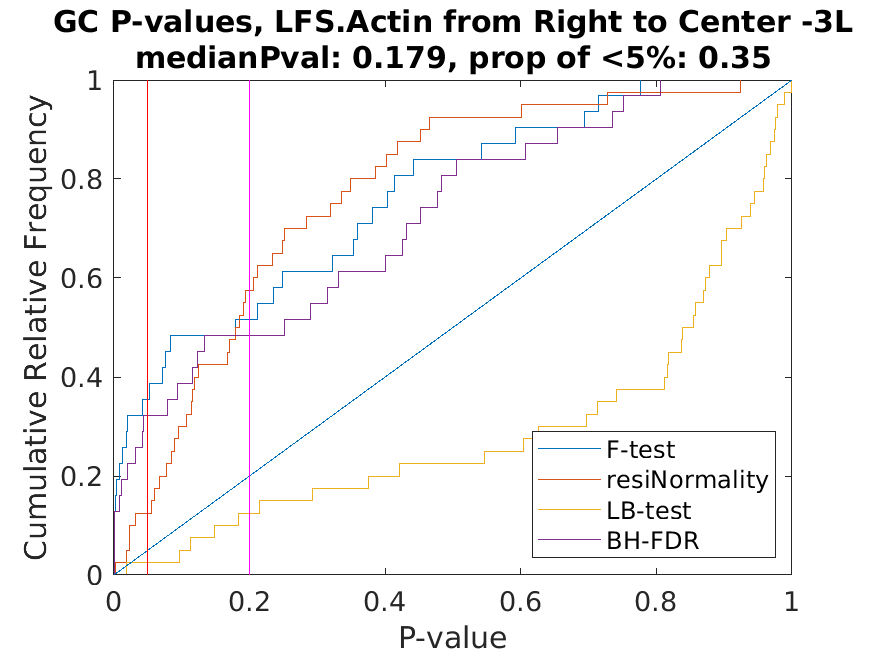 GC P-values, LFS.Actin from Right to Center -3L
medianPval: 0.179, prop of <5%: 0.35
1
0.8
0.6
0.4
0.2
0
Cumulative Relative Frequency
F-test
resiNormality
LB-test
BH-FDR
0 0.2 0.4 0.6 0.8 1
P-value